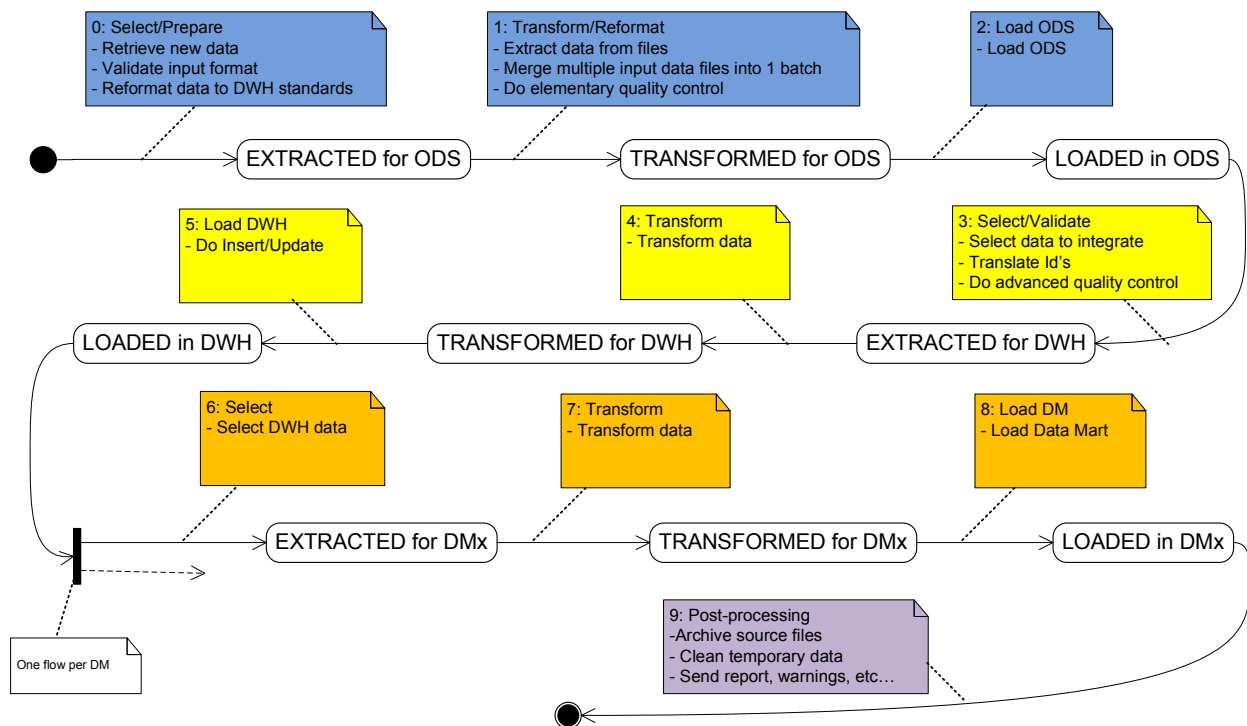 0: Select/Prepare
- Retrieve new data
- Validate input format
- Reformat data to DWH standards
1: Transform/Reformat
- Extract data from files
- Merge multiple input data files into 1 batch
- Do elementary quality control
2: Load ODS
- Load ODS
EXTRACTED for ODS
TRANSFORMED for ODS
LOADED in ODS
5: Load DWH
- Do Insert/Update
4: Transform
- Transform data
3: Select/Validate
- Select data to integrate
- Translate Id’s
- Do advanced quality control
LOADED in DWH
TRANSFORMED for DWH
EXTRACTED for DWH
6: Select
- Select DWH data
7: Transform
- Transform data
8: Load DM
- Load Data Mart
EXTRACTED for DMx
TRANSFORMED for DMx
LOADED in DMx
One flow per DM
9: Post-processing
-Archive source files
- Clean temporary data
- Send report, warnings, etc…